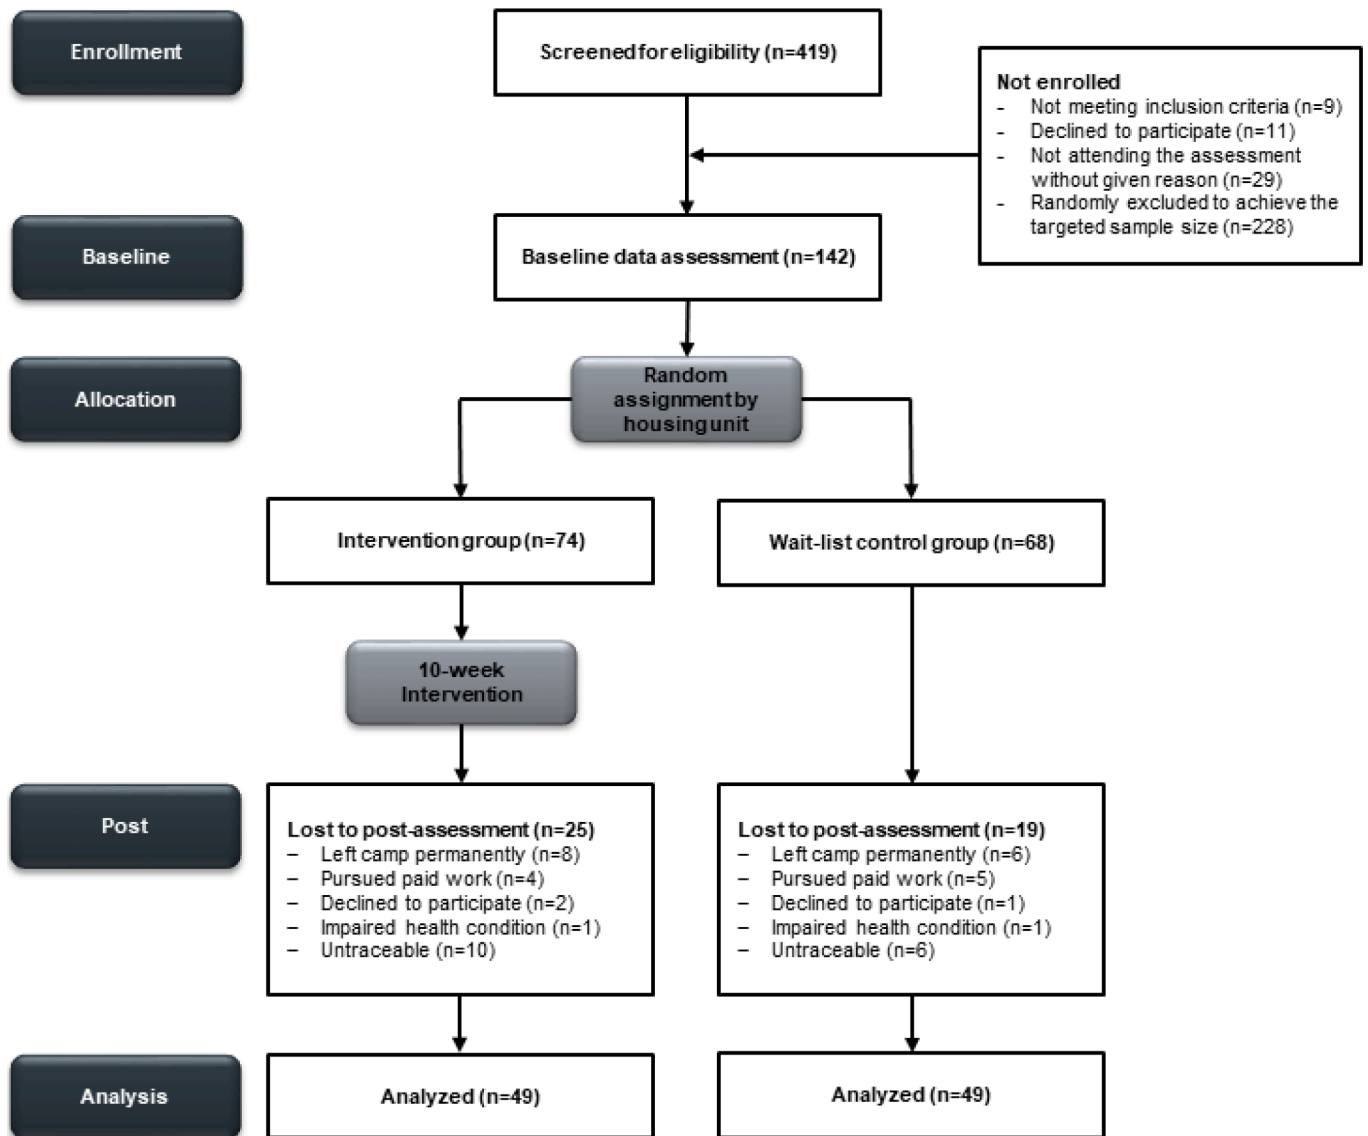 Enrollment
Screened for eligibility (n=419)
Not enrolled
- Not meeting inclusion criteria (n=9)
- Declined to participate (n=11)
- Not attending the assessment
without given reason (n=29)
- Randomly excluded to achieve the
targeted sample size (n=228)
Baseline
Baseline data assessment (n=142)
Allocation
Random
assignment by
housing unit
Intervention group (n=74)
Wait-list control group (n=68)
10-week
Intervention
Post
Lost to post-assessment (n=25)
– Left camp permanently (n=8)
– Pursued paid work (n=4)
– Declined to participate (n=2)
– Impaired health condition (n=1)
– Untraceable (n=10)
Lost to post-assessment (n=19)
– Left camp permanently (n=6)
– Pursued paid work (n=5)
– Declined to participate (n=1)
– Impaired health condition (n=1)
– Untraceable (n=6)
Analysis
Analyzed (n=49)
Analyzed (n=49)